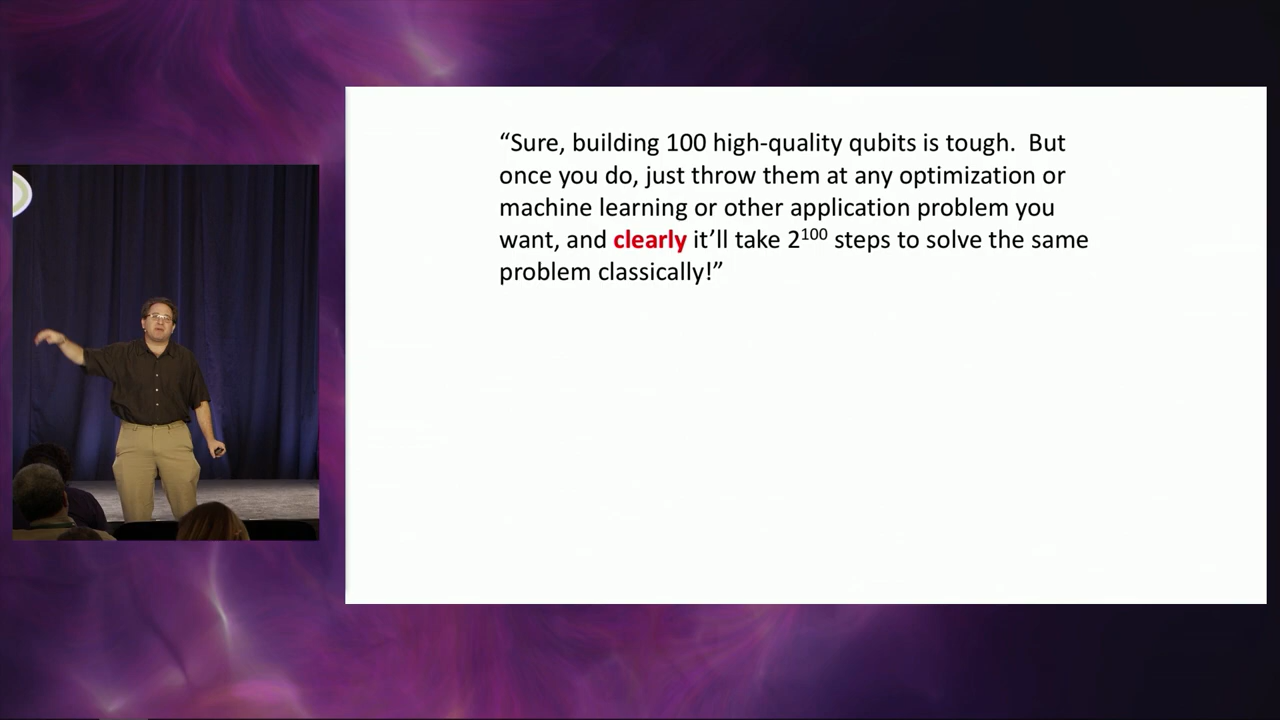 “Sure, building 100 high-quality qubits is tough.  But
once you do, just throw them at any optimization or
machine learning or other application problem you
want, and clearly it’ll take 2¹⁰⁰ steps to solve the same
problem classically!”